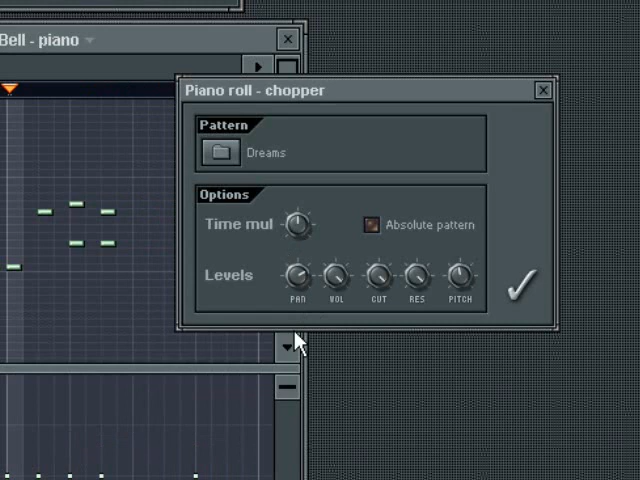 Bell - piano
Piano roll - chopper
Pattern
Dreams
Options
Time mul
Absolute pattern
Levels
PAN VOL CUT RES PITCH